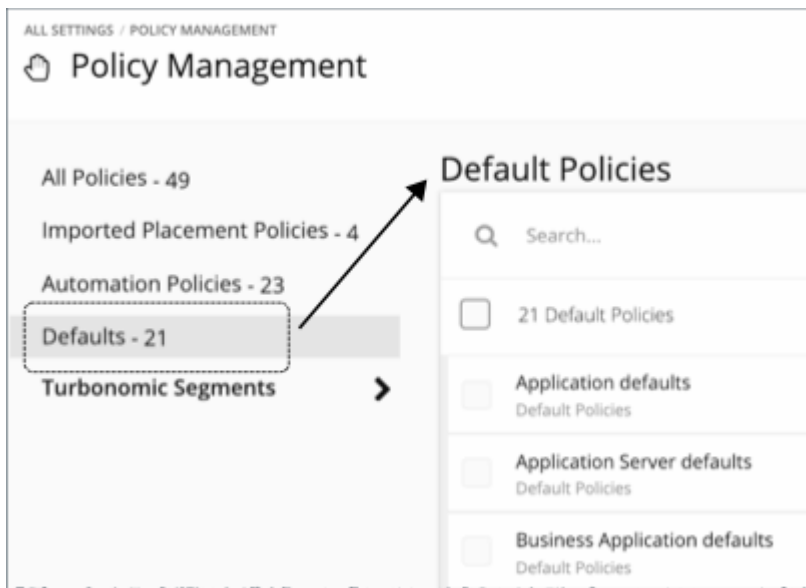 ALL SETTINGS / POLICY MANAGEMENT
Policy Management
All Policies - 49
Imported Placement Policies - 4
Automation Policies - 23
Defaults - 21
Turbonomic Segments
Default Policies
Search...
21 Default Policies
Application defaults
Default Policies
Application Server defaults
Default Policies
Business Application defaults
Default Policies